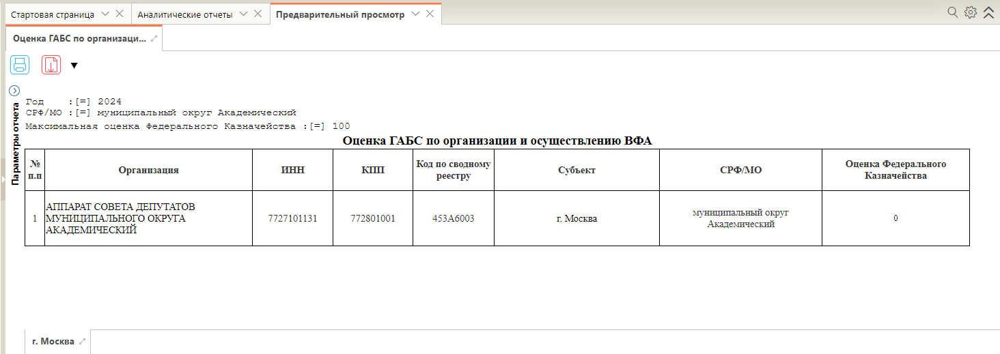 Стартовая страница Аналитические отчеты Предварительный просмотр
Оценка ГАБС по организаци...
Параметры отчета
Год :[=] 2024
СРФ/МО :[=] муниципальный округ Академический
Максимальная оценка Федерального Казначейства :[=] 100
Оценка ГАБС по организации и осуществлению ВФА
№ п.п Организация ИНН КПП Код по сводному реестру Субъект СРФ/МО Оценка Федерального Казначейства
1 АППАРАТ СОВЕТА ДЕПУТАТОВ МУНИЦИПАЛЬНОГО ОКРУГА АКАДЕМИЧЕСКИЙ 7727101131 772801001 453А6003 г. Москва муниципальный округ Академический 0
г. Москва